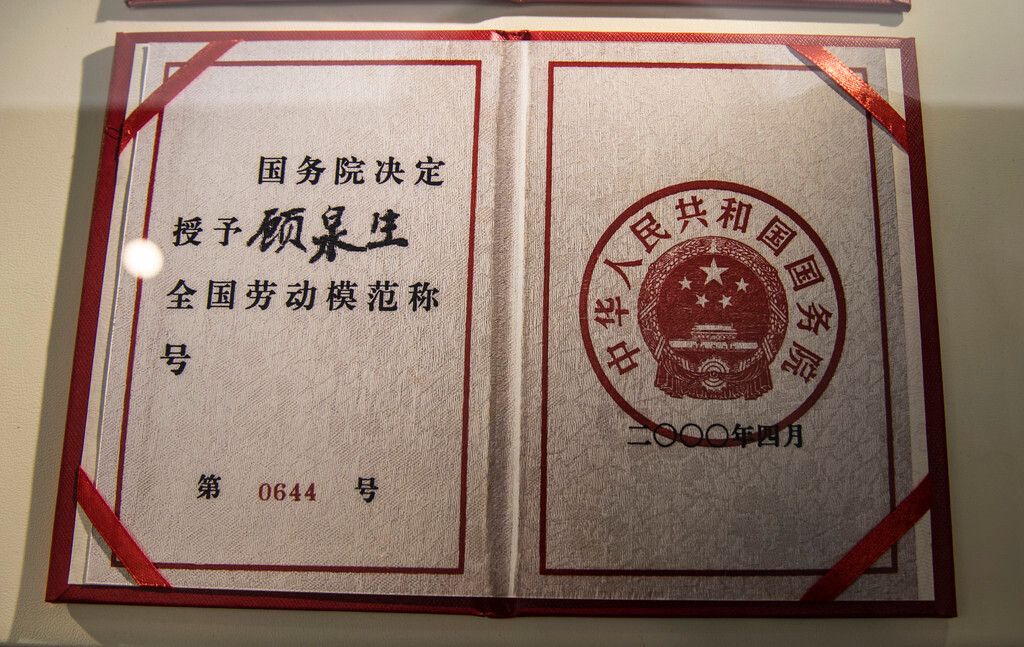 国务院决定
授予顾泉生
全国劳动模范称
号
第 0644 号
中华人民共和国国务院
二〇〇〇年四月